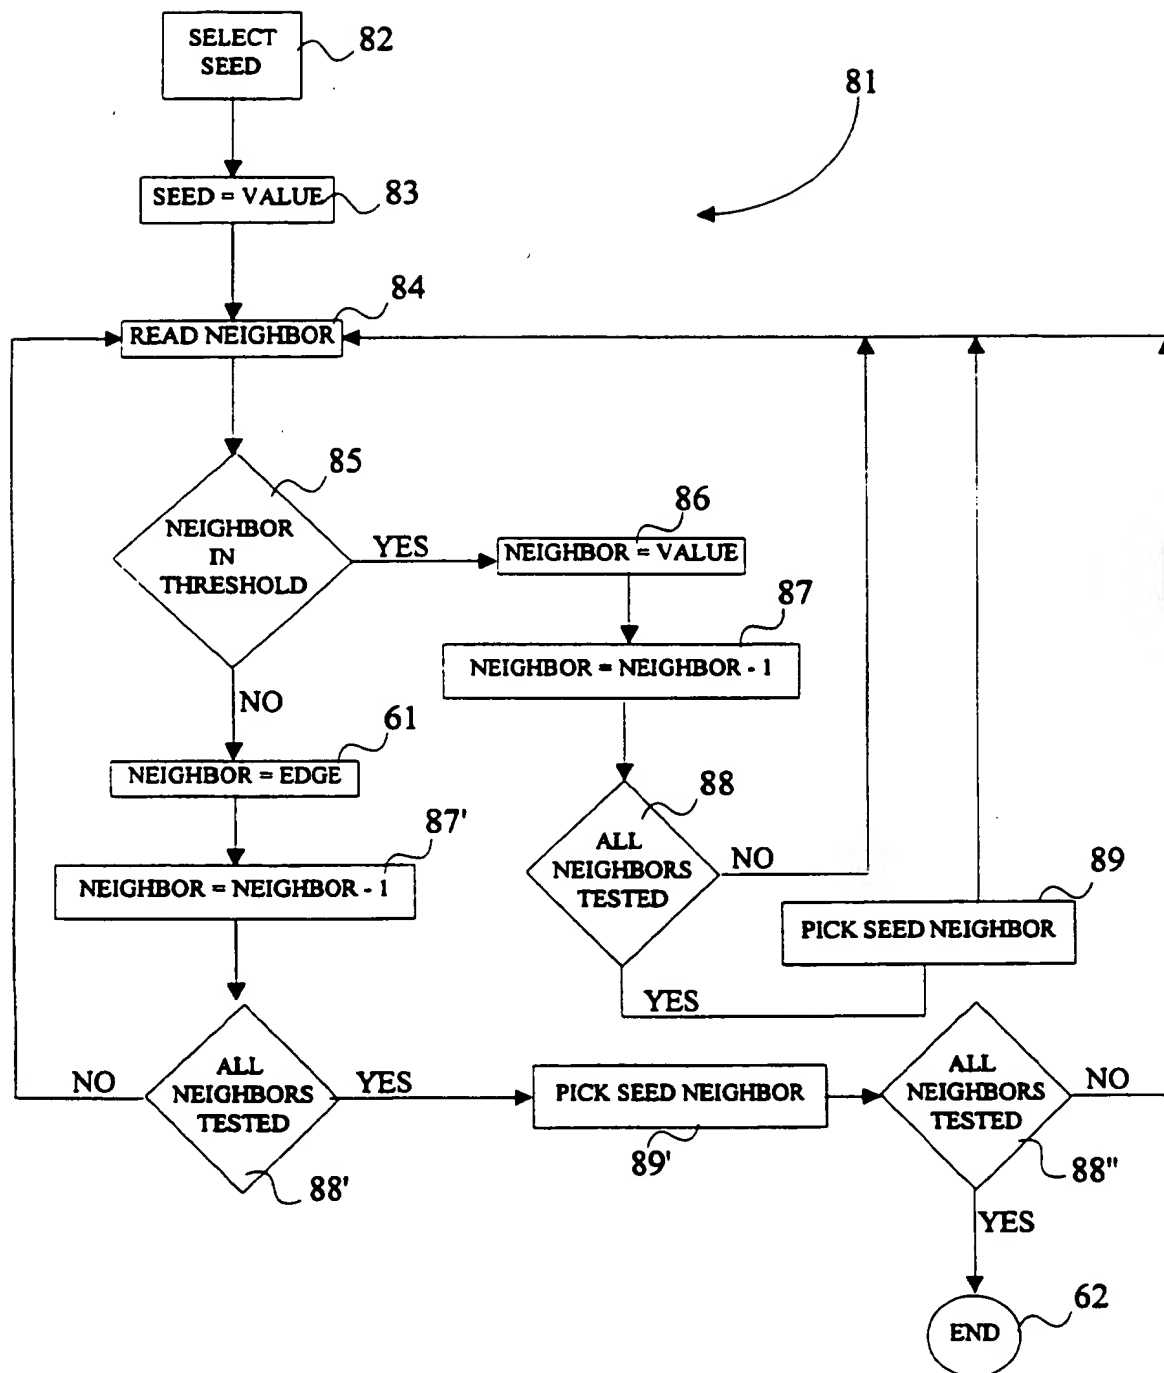 SELECT
SEED
82
81
SEED = VALUE
83
84
READ NEIGHBOR
85
NEIGHBOR
IN
THRESHOLD
YES
86
NEIGHBOR = VALUE
87
NEIGHBOR = NEIGHBOR - 1
NO
61
NEIGHBOR = EDGE
87'
NEIGHBOR = NEIGHBOR - 1
88
ALL
NEIGHBORS
TESTED
NO
YES
89
PICK SEED NEIGHBOR
NO
ALL
NEIGHBORS
TESTED
88'
YES
PICK SEED NEIGHBOR
89'
ALL
NEIGHBORS
TESTED
NO
88"
YES
62
END